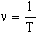 ν = 1/T